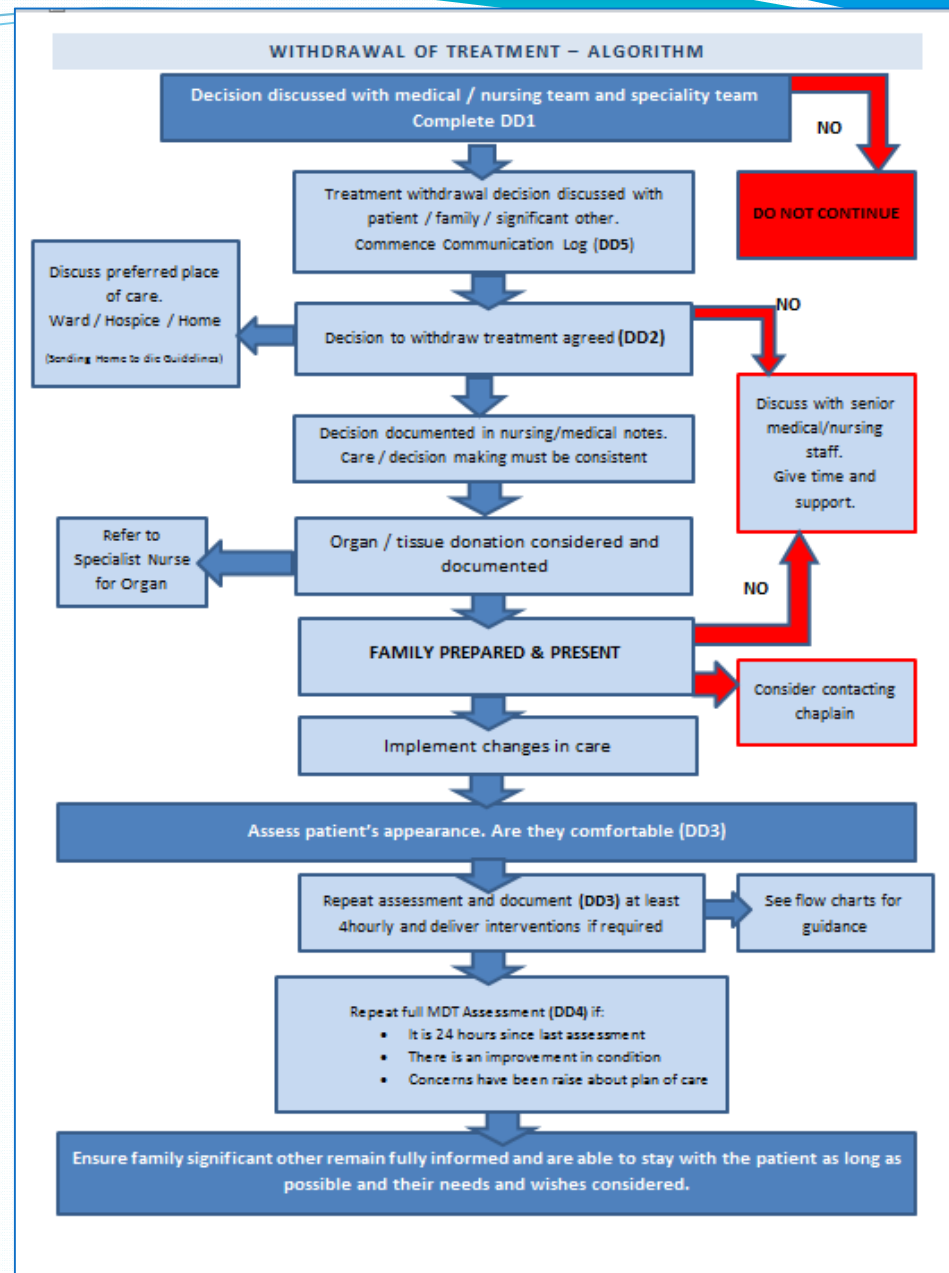 WITHDRAWAL OF TREATMENT – ALGORITHM
Decision discussed with medical / nursing team and speciality team
Complete DD1
NO
DO NOT CONTINUE
Treatment withdrawal decision discussed with
patient / family / significant other.
Commence Communication Log (DD5)
Discuss preferred place
of care.
Ward / Hospice / Home
(Sending Home to die Guidelines)
Decision to withdraw treatment agreed (DD2)
NO
Discuss with senior
medical/nursing
staff.
Give time and
support.
Decision documented in nursing/medical notes.
Care / decision making must be consistent
Refer to
Specialist Nurse
for Organ
Organ / tissue donation considered and
documented
NO
FAMILY PREPARED & PRESENT
Consider contacting
chaplain
Implement changes in care
Assess patient's appearance. Are they comfortable (DD3)
Repeat assessment and document (DD3) at least
4hourly and deliver interventions if required
See flow charts for
guidance
Repeat full MDT Assessment (DD4) if:
• It is 24 hours since last assessment
• There is an improvement in condition
• Concerns have been raise about plan of care
Ensure family significant other remain fully informed and are able to stay with the patient as long as
possible and their needs and wishes considered.